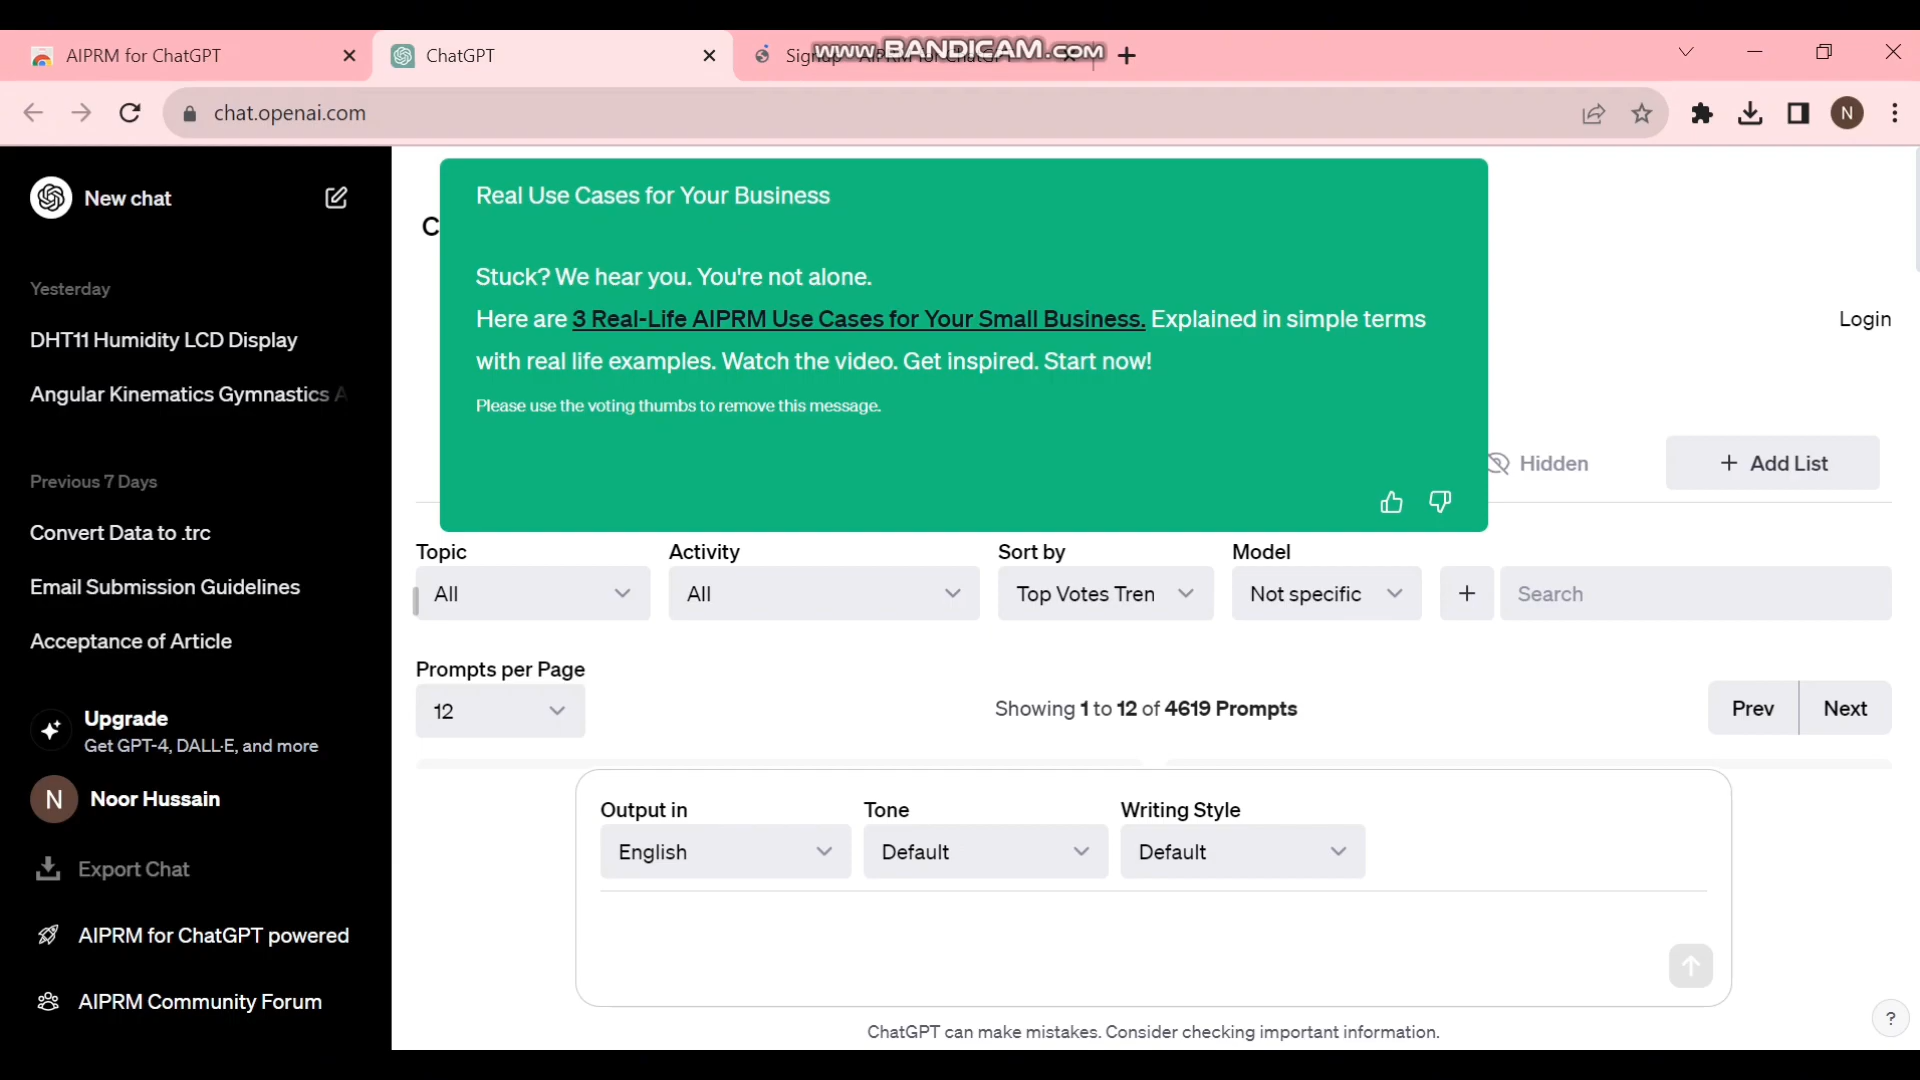 AIPRM for ChatGPT
ChatGPT
Signup - AIPRM for ChatGPT
www.BANDICAM.com
chat.openai.com
N
New chat
Yesterday
DHT11 Humidity LCD Display
Angular Kinematics Gymnastics A
Previous 7 Days
Convert Data to .trc
Email Submission Guidelines
Acceptance of Article
Upgrade
Get GPT-4, DALL·E, and more
N
Noor Hussain
Export Chat
AIPRM for ChatGPT powered
AIPRM Community Forum
C
Real Use Cases for Your Business
Stuck? We hear you. You're not alone.
Here are 3 Real-Life AIPRM Use Cases for Your Small Business. Explained in simple terms
with real life examples. Watch the video. Get inspired. Start now!
Please use the voting thumbs to remove this message.
Login
Hidden
+ Add List
Topic
Activity
Sort by
Model
All
All
Top Votes Tren
Not specific
+
Search
Prompts per Page
12
Showing 1 to 12 of 4619 Prompts
Prev
Next
Output in
Tone
Writing Style
English
Default
Default
ChatGPT can make mistakes. Consider checking important information.
?